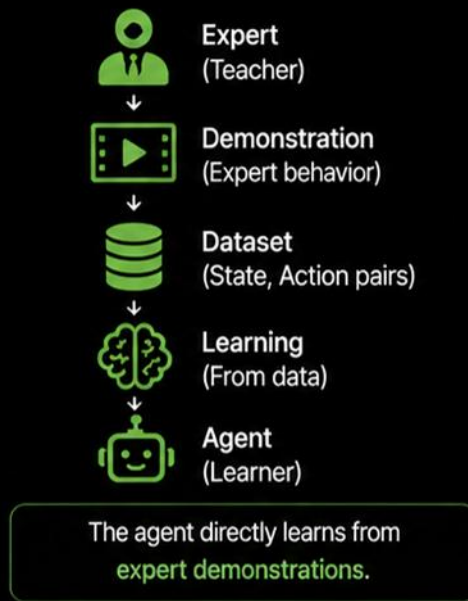 Expert
(Teacher)
Demonstration
(Expert behavior)
Dataset
(State, Action pairs)
Learning
(From data)
Agent
(Learner)
The agent directly learns from
expert demonstrations.